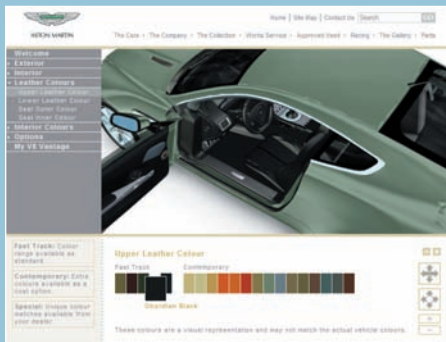 Home | Site Map | Contact Us Search GO
ASTON MARTIN
The Cars The Company The Collection Works Service Approved Used Racing The Gallery Parts
Welcome
Exterior
Interior
Leather Colours
Upper Leather Colour
Lower Leather Colour
Seat Outer Colour
Seat Inner Colour
Interior Colours
Options
My V8 Vantage
Fast Track: Colour
range available as
standard
Contemporary: Extra
colours available as a
cost option.
Special: Unique colour
matches available from
your dealer
Upper Leather Colour
Fast Track Contemporary
Obsidian Black
These colours are a visual representation and may not match the actual vehicle colours.